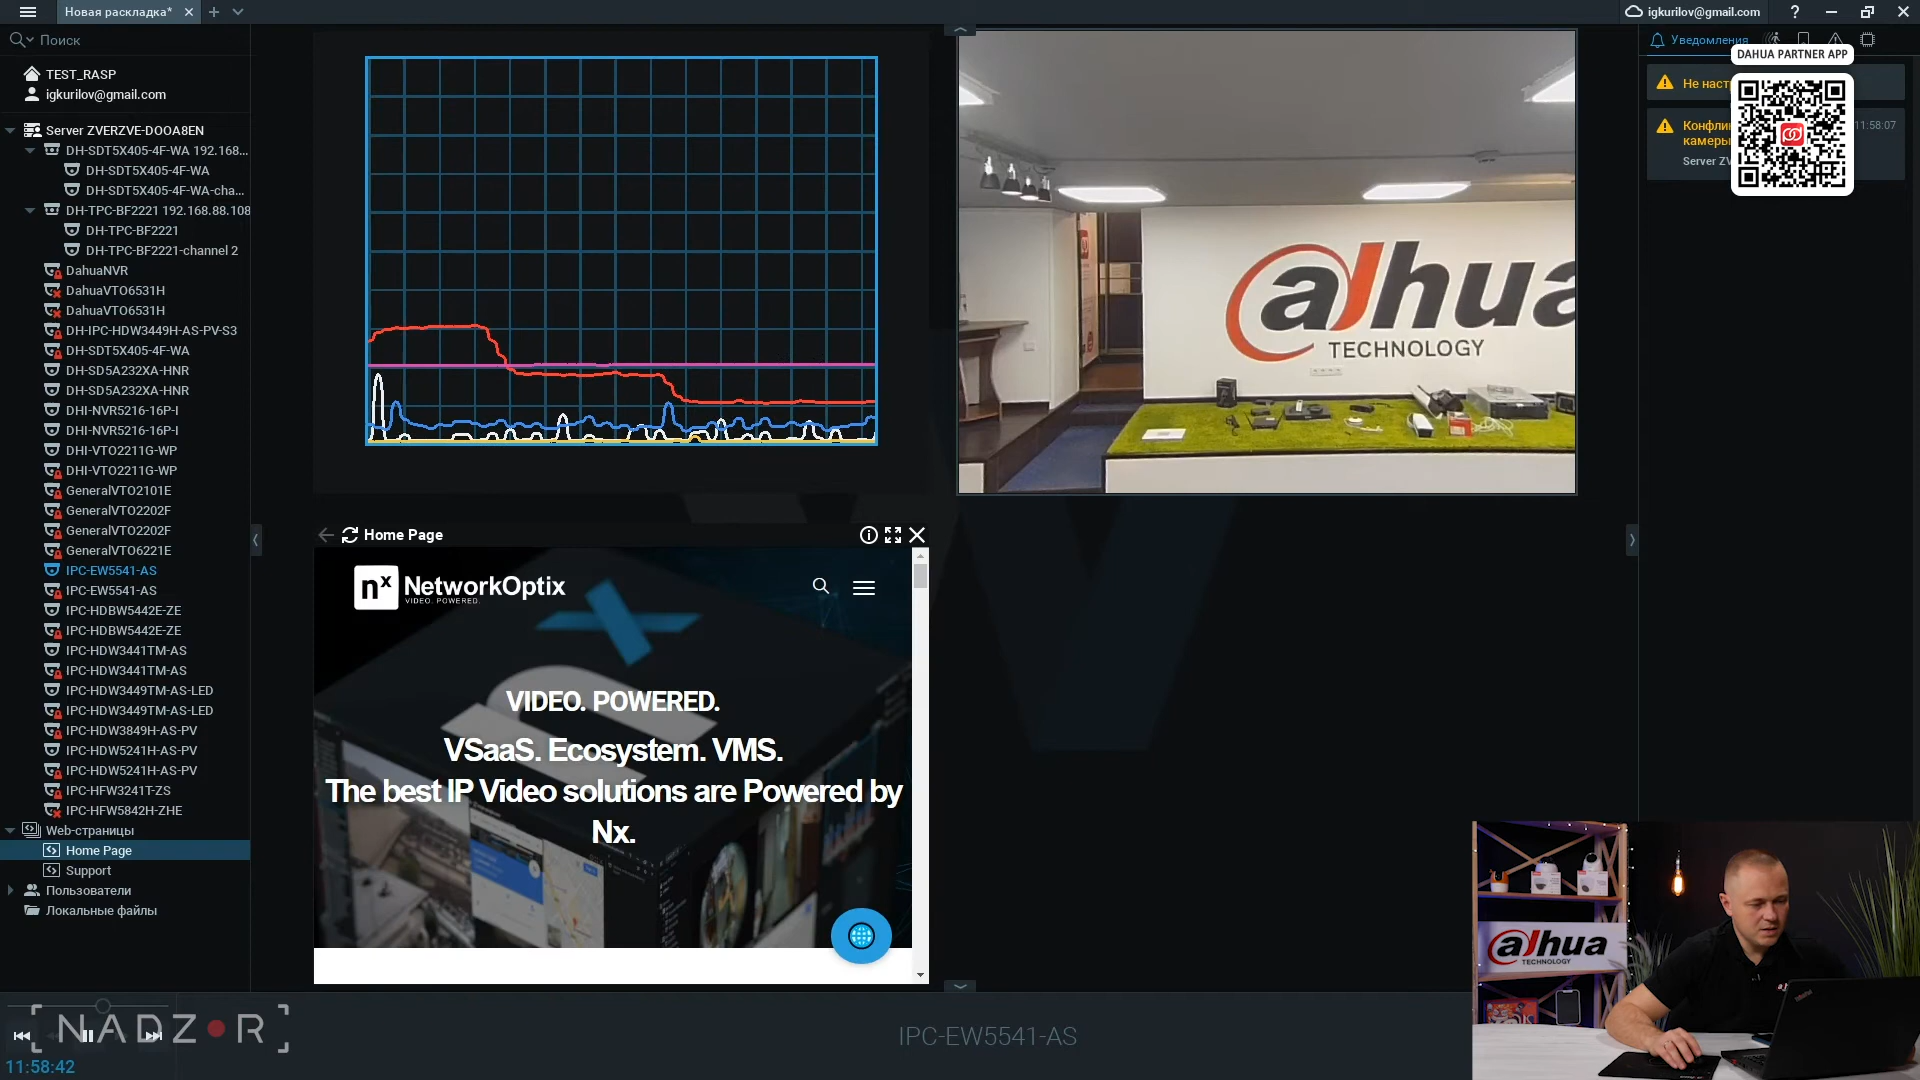 Новая раскладка*
igkurilov@gmail.com
?
Поиск
TEST_RASP
igkurilov@gmail.com
Server ZVERZVE-DOOA8EN
DH-SDT5X405-4F-WA 192.168...
DH-SDT5X405-4F-WA
DH-SDT5X405-4F-WA-cha...
DH-TPC-BF2221 192.168.88.108
DH-TPC-BF2221
DH-TPC-BF2221-channel 2
DahuaNVR
DahuaVTO6531H
DahuaVTO6531H
DH-IPC-HDW3449H-AS-PV-S3
DH-SDT5X405-4F-WA
DH-SD5A232XA-HNR
DH-SD5A232XA-HNR
DHI-NVR5216-16P-I
DHI-NVR5216-16P-I
DHI-VTO2211G-WP
DHI-VTO2211G-WP
GeneralVTO2101E
GeneralVTO2202F
GeneralVTO2202F
GeneralVTO6221E
IPC-EW5541-AS
IPC-EW5541-AS
IPC-HDBW5442E-ZE
IPC-HDBW5442E-ZE
IPC-HDW3441TM-AS
IPC-HDW3441TM-AS
IPC-HDW3449TM-AS-LED
IPC-HDW3449TM-AS-LED
IPC-HDW3849H-AS-PV
IPC-HDW5241H-AS-PV
IPC-HDW5241H-AS-PV
IPC-HFW3241T-ZS
IPC-HFW5842H-ZHE
Web-страницы
Home Page
Support
Пользователи
Локальные файлы
alhua
TECHNOLOGY
Home Page
nx NetworkOptix
VIDEO. POWERED.
VIDEO. POWERED.
VSaaS. Ecosystem. VMS.
The best IP Video solutions are Powered by
Nx.
Уведомления
DAHUA PARTNER APP
Не наст
Конфли
камеры
11:58:07
Server ZV
alhua
TECHNOLOGY
NADZOR
11:58:42
IPC-EW5541-AS